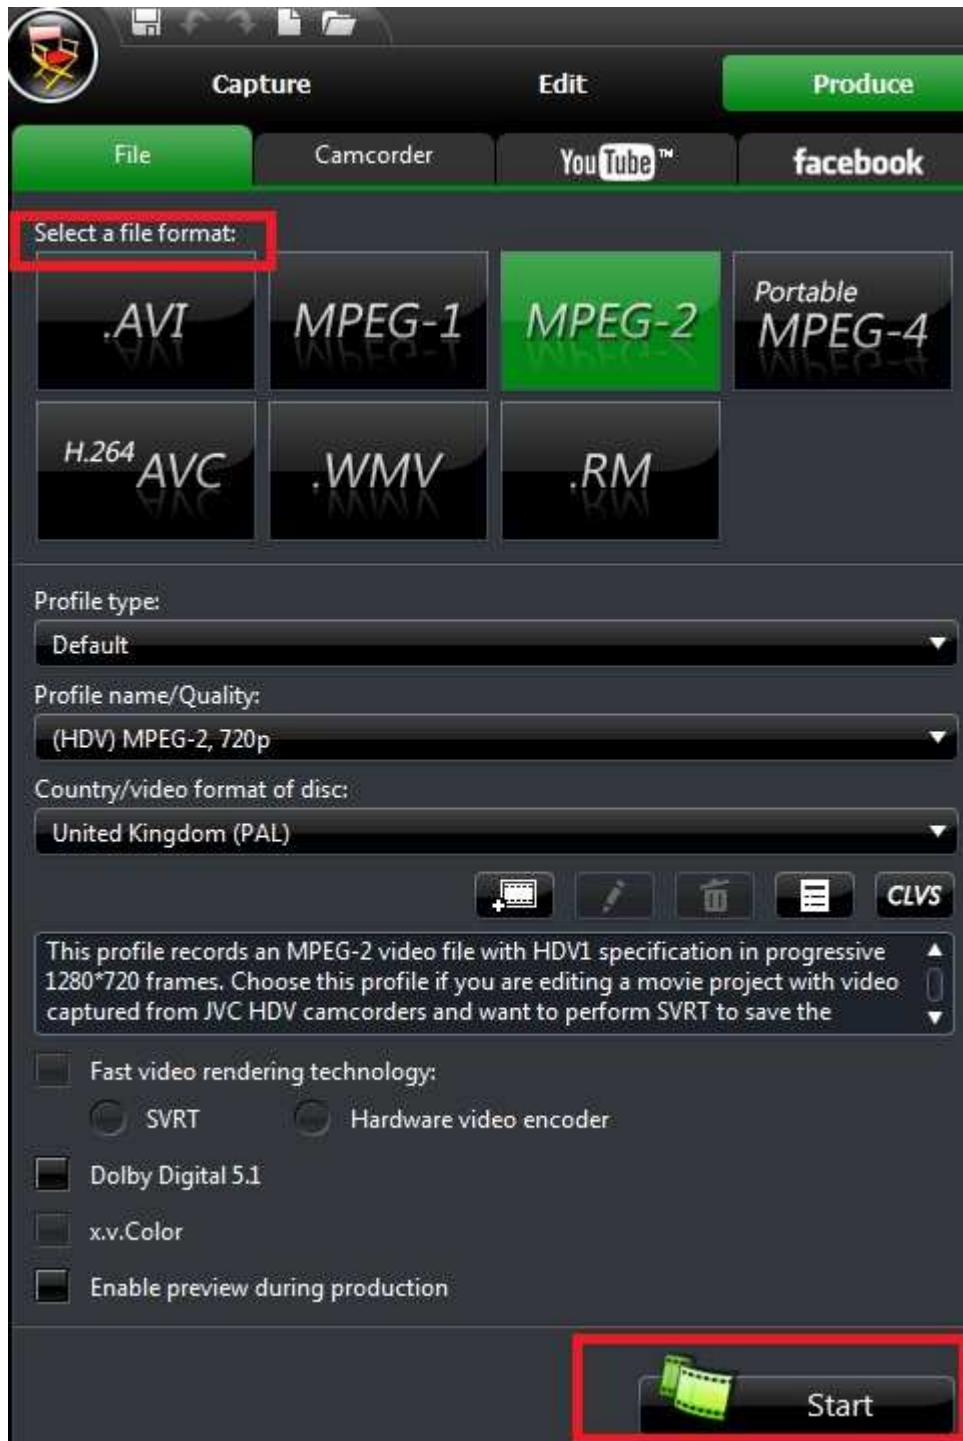 Capture Edit Produce
File Camcorder YouTube™ facebook
Select a file format:
.AVI MPEG-1 MPEG-2 Portable MPEG-4
H.264 AVC .WMV .RM
Profile type:
Default
Profile name/Quality:
(HDV) MPEG-2, 720p
Country/video format of disc:
United Kingdom (PAL)
CLVS
This profile records an MPEG-2 video file with HDV1 specification in progressive
1280*720 frames. Choose this profile if you are editing a movie project with video
captured from JVC HDV camcorders and want to perform SVRT to save the
Fast video rendering technology:
SVRT Hardware video encoder
Dolby Digital 5.1
x.v.Color
Enable preview during production
Start